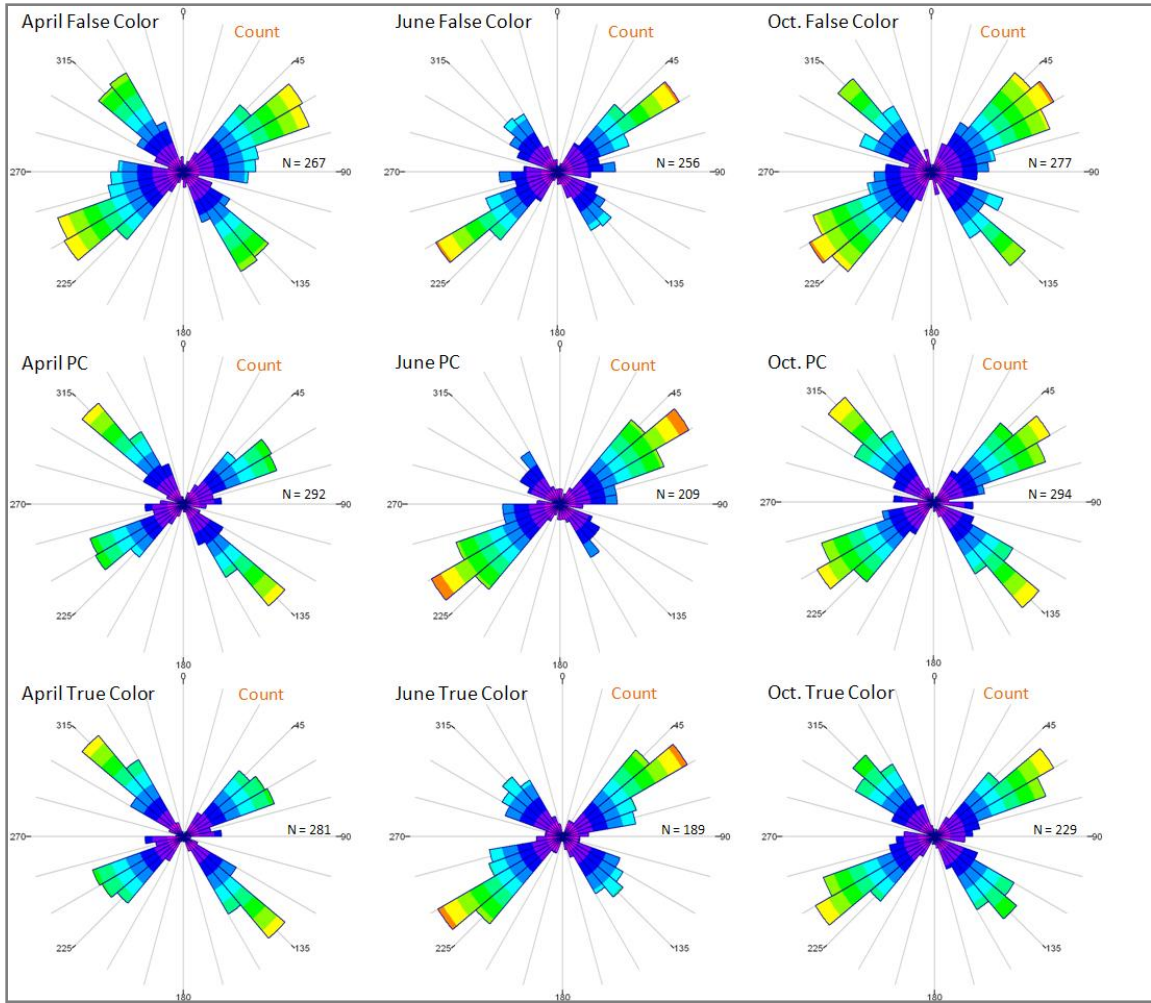 April False Color
0
Count
315
45
N = 267
270
90
225
135
180
June False Color
0
Count
315
45
N = 256
270
90
225
135
180
Oct. False Color
0
Count
315
45
N = 277
270
90
225
135
180
April PC
0
Count
315
45
N = 292
270
90
225
135
180
June PC
0
Count
315
45
N = 209
270
90
225
135
180
Oct. PC
0
Count
315
45
N = 294
270
90
225
135
180
April True Color
0
Count
315
45
N = 281
270
90
225
135
180
June True Color
0
Count
315
45
N = 189
270
90
225
135
180
Oct. True Color
0
Count
315
45
N = 229
270
90
225
135
180